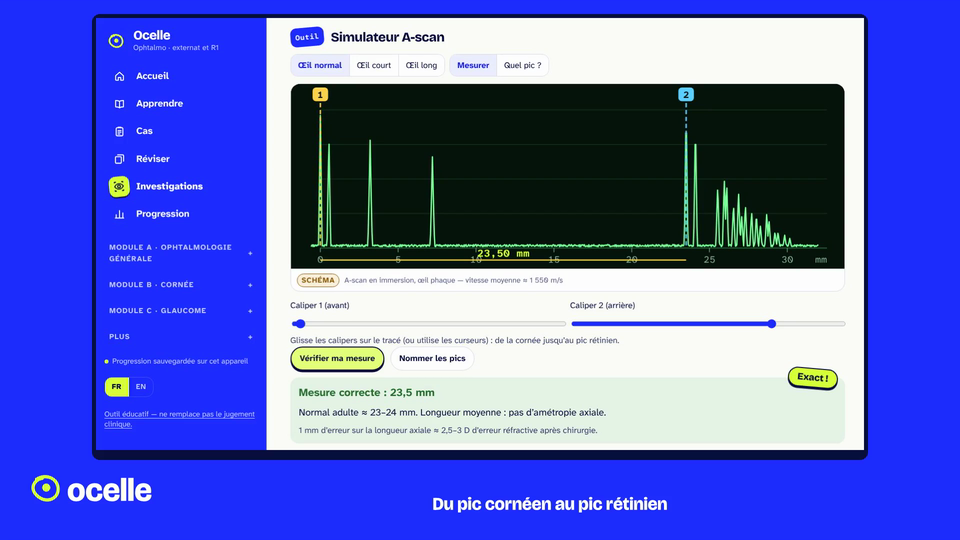 Ocelle
Ophtalmo · externat et R1
Accueil
Apprendre
Cas
Réviser
Investigations
Progression
MODULE A · OPHTALMOLOGIE
GÉNÉRALE +
MODULE B · CORNÉE +
MODULE C · GLAUCOME +
PLUS +
Progression sauvegardée sur cet appareil
FR EN
Outil éducatif — ne remplace pas le jugement
clinique.
Outil Simulateur A-scan
Œil normal Œil court Œil long Mesurer Quel pic ?
1 2
23,50 mm
0 5 10 15 20 25 30 mm
SCHÉMA A-scan en immersion, œil phaque — vitesse moyenne ≈ 1 550 m/s
Caliper 1 (avant) Caliper 2 (arrière)
Glisse les calipers sur le tracé (ou utilise les curseurs) : de la cornée jusqu'au pic rétinien.
Vérifier ma mesure Nommer les pics
Exact !
Mesure correcte : 23,5 mm
Normal adulte ≈ 23–24 mm. Longueur moyenne : pas d'amétropie axiale.
1 mm d'erreur sur la longueur axiale ≈ 2,5–3 D d'erreur réfractive après chirurgie.
ocelle
Du pic cornéen au pic rétinien